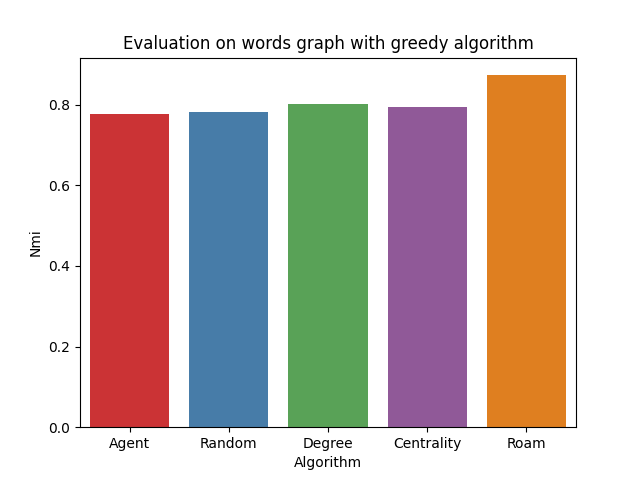 Evaluation on words graph with greedy algorithm
Nmi
0.8
0.6
0.4
0.2
0.0
Agent Random Degree Centrality Roam
Algorithm